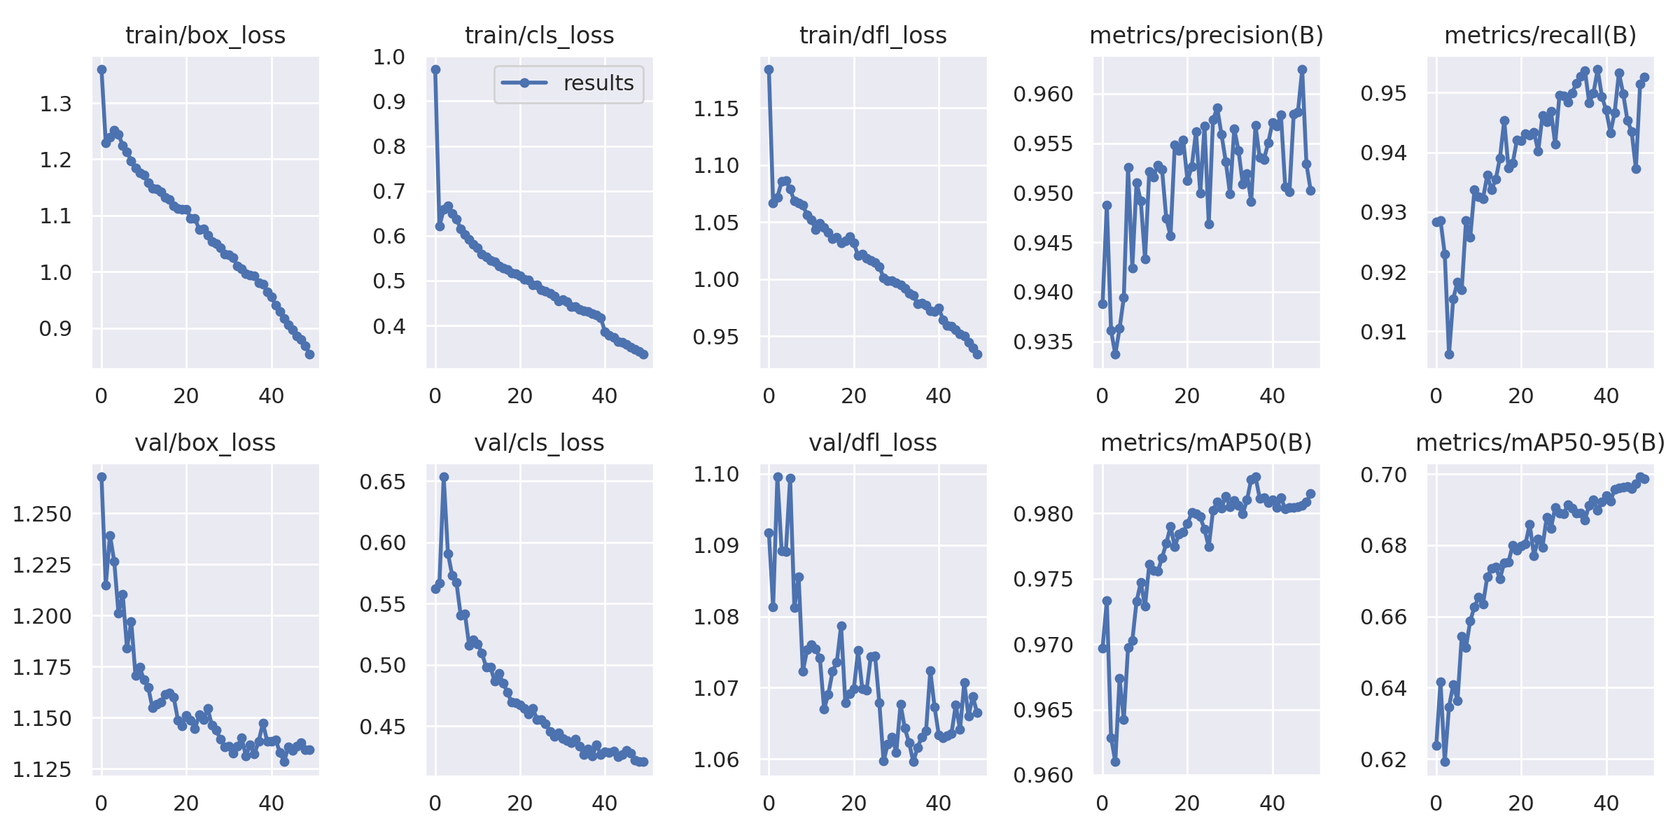 train/box_loss
train/cls_loss
train/dfl_loss
metrics/precision(B)
metrics/recall(B)
results
1.3
1.2
1.1
1.0
0.9
0 20 40
1.0
0.9
0.8
0.7
0.6
0.5
0.4
0 20 40
1.15
1.10
1.05
1.00
0.95
0 20 40
0.960
0.955
0.950
0.945
0.940
0.935
0 20 40
0.95
0.94
0.93
0.92
0.91
0 20 40
val/box_loss
val/cls_loss
val/dfl_loss
metrics/mAP50(B)
metrics/mAP50-95(B)
1.250
1.225
1.200
1.175
1.150
1.125
0 20 40
0.65
0.60
0.55
0.50
0.45
0 20 40
1.10
1.09
1.08
1.07
1.06
0 20 40
0.980
0.975
0.970
0.965
0.960
0 20 40
0.70
0.68
0.66
0.64
0.62
0 20 40